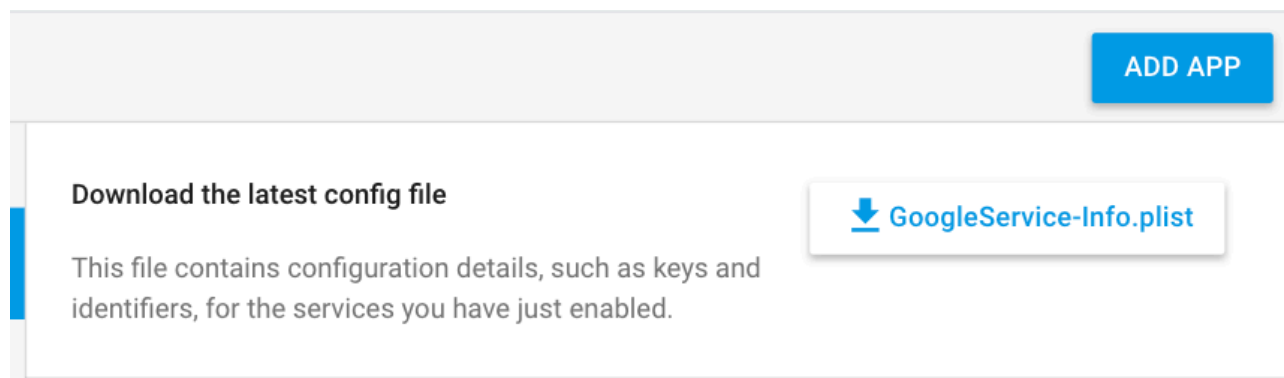 ADD APP
Download the latest config file
GoogleService-Info.plist
This file contains configuration details, such as keys and
identifiers, for the services you have just enabled.